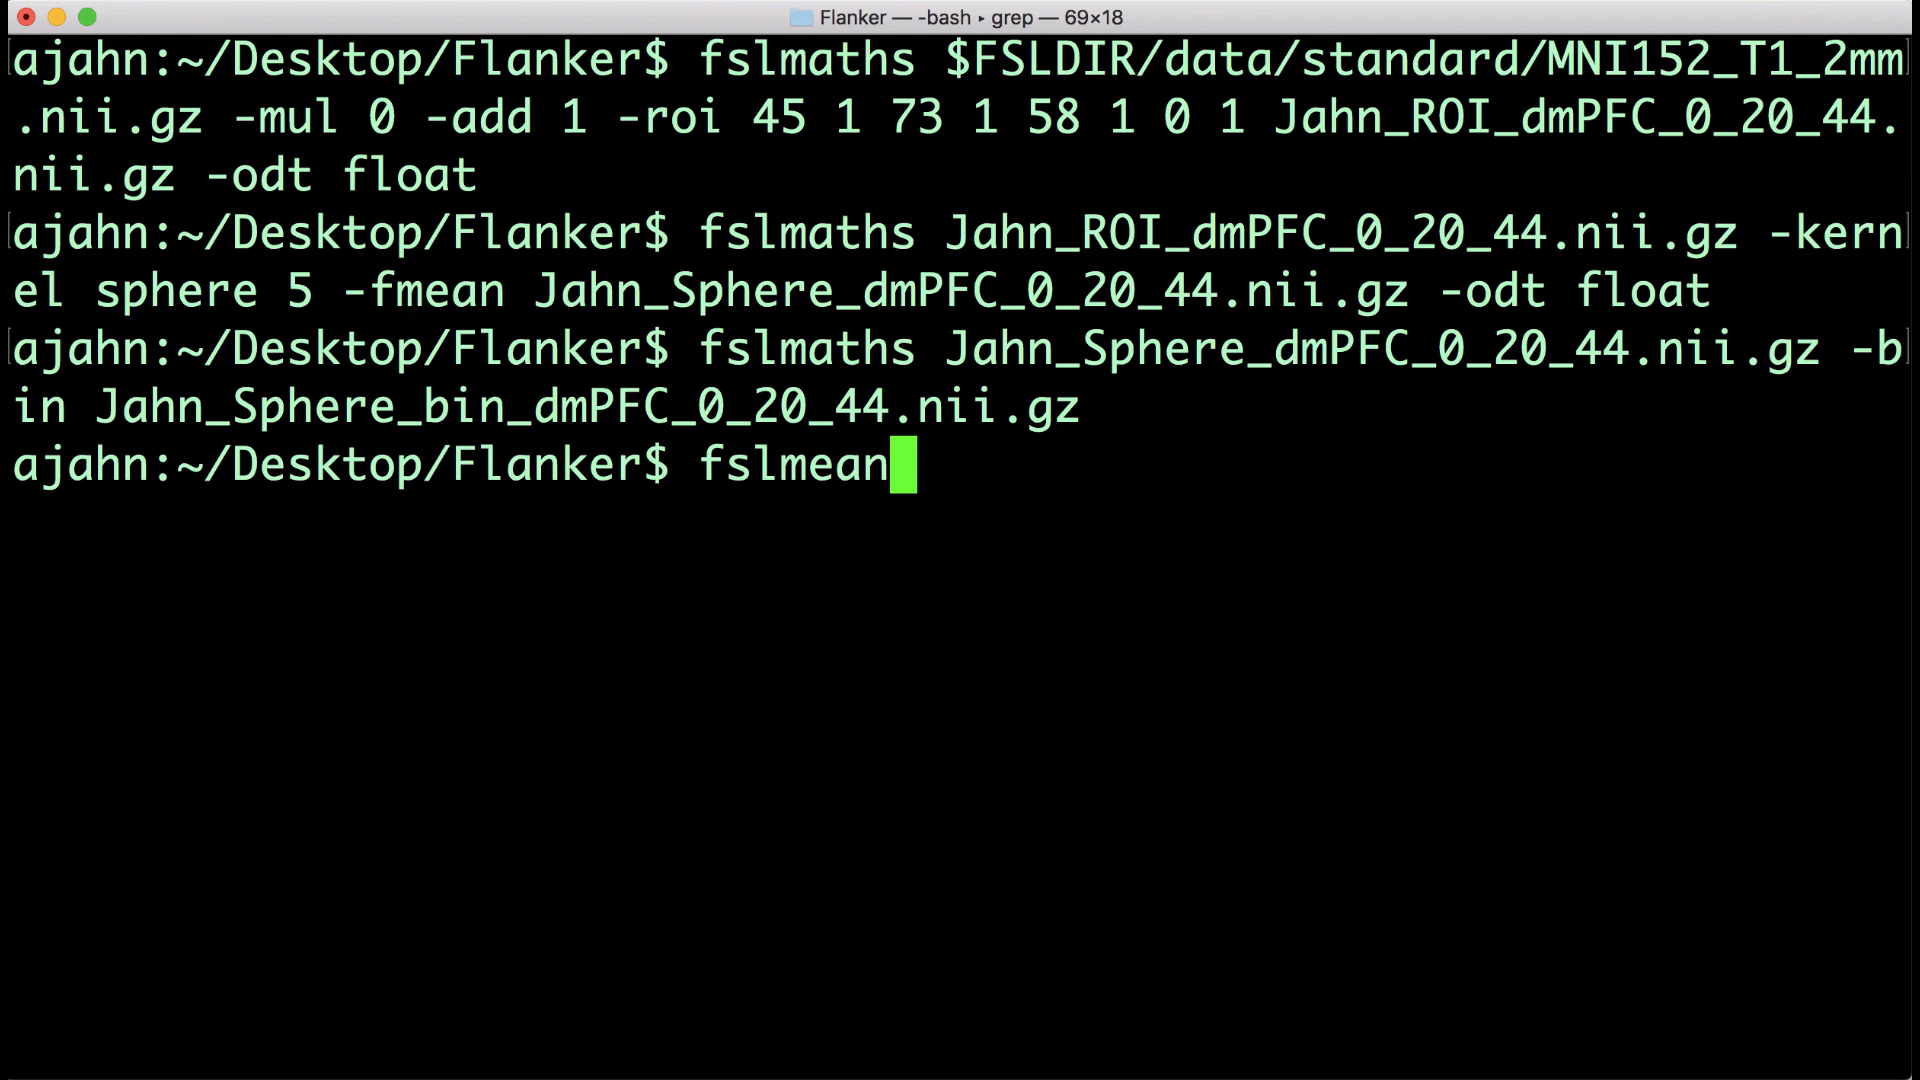 Flanker — -bash ▸ grep — 69×18
ajahn:~/Desktop/Flanker$ fslmaths $FSLDIR/data/standard/MNI152_T1_2mm
.nii.gz -mul 0 -add 1 -roi 45 1 73 1 58 1 0 1 Jahn_ROI_dmPFC_0_20_44.
nii.gz -odt float
ajahn:~/Desktop/Flanker$ fslmaths Jahn_ROI_dmPFC_0_20_44.nii.gz -kern
el sphere 5 -fmean Jahn_Sphere_dmPFC_0_20_44.nii.gz -odt float
ajahn:~/Desktop/Flanker$ fslmaths Jahn_Sphere_dmPFC_0_20_44.nii.gz -b
in Jahn_Sphere_bin_dmPFC_0_20_44.nii.gz
ajahn:~/Desktop/Flanker$ fslmean